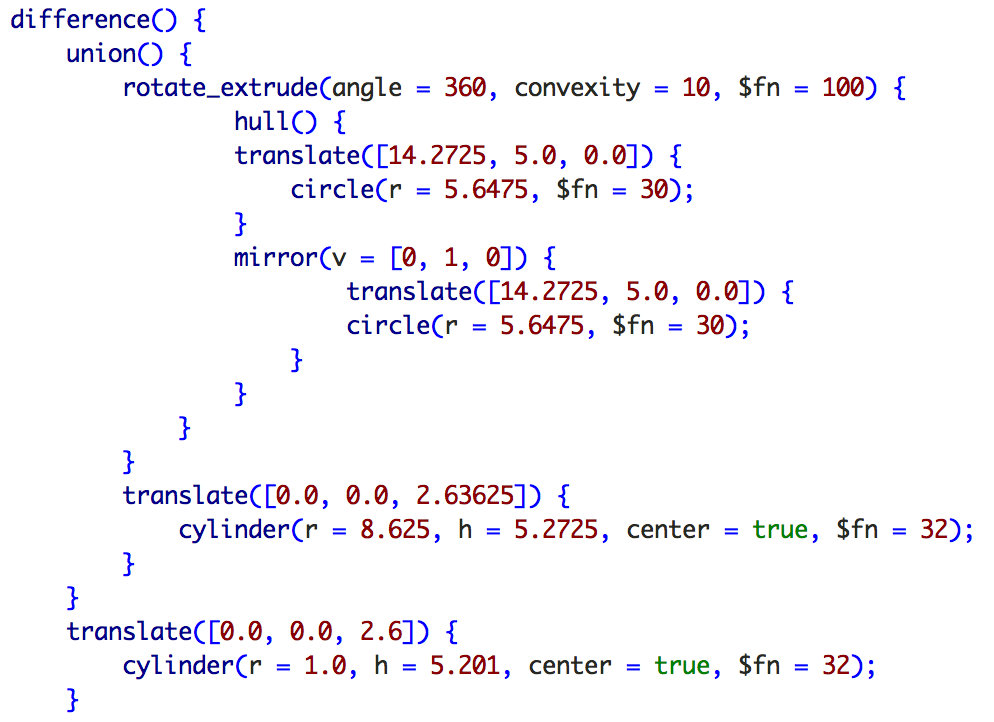 difference() {
    union() {
        rotate_extrude(angle = 360, convexity = 10, $fn = 100) {
                hull() {
                translate([14.2725, 5.0, 0.0]) {
                    circle(r = 5.6475, $fn = 30);
                }
                mirror(v = [0, 1, 0]) {
                        translate([14.2725, 5.0, 0.0]) {
                        circle(r = 5.6475, $fn = 30);
                    }
                }
            }
        }
        translate([0.0, 0.0, 2.63625]) {
            cylinder(r = 8.625, h = 5.2725, center = true, $fn = 32);
        }
    }
    translate([0.0, 0.0, 2.6]) {
        cylinder(r = 1.0, h = 5.201, center = true, $fn = 32);
    }